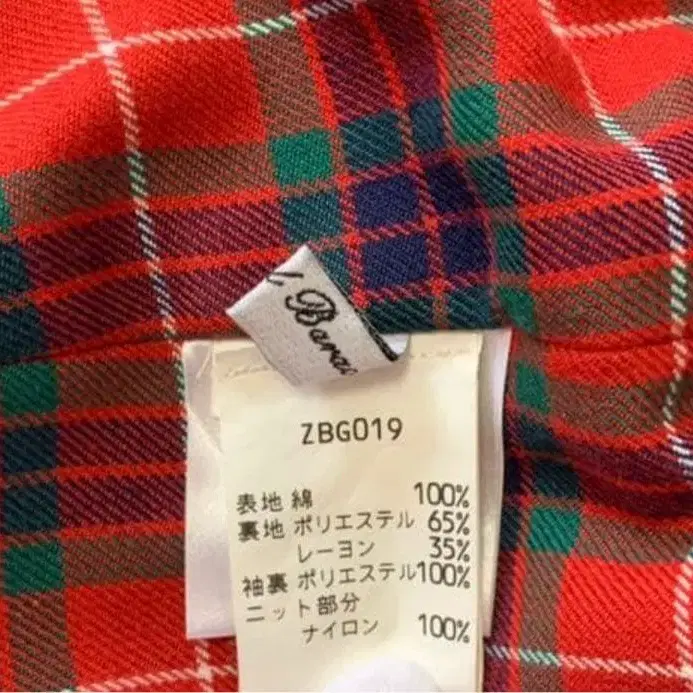 Barac
ZBG019
表地 綿 100%
裏地 ポリエステル 65%
レーヨン 35%
袖裏 ポリエステル 100%
ニット部分
ナイロン 100%